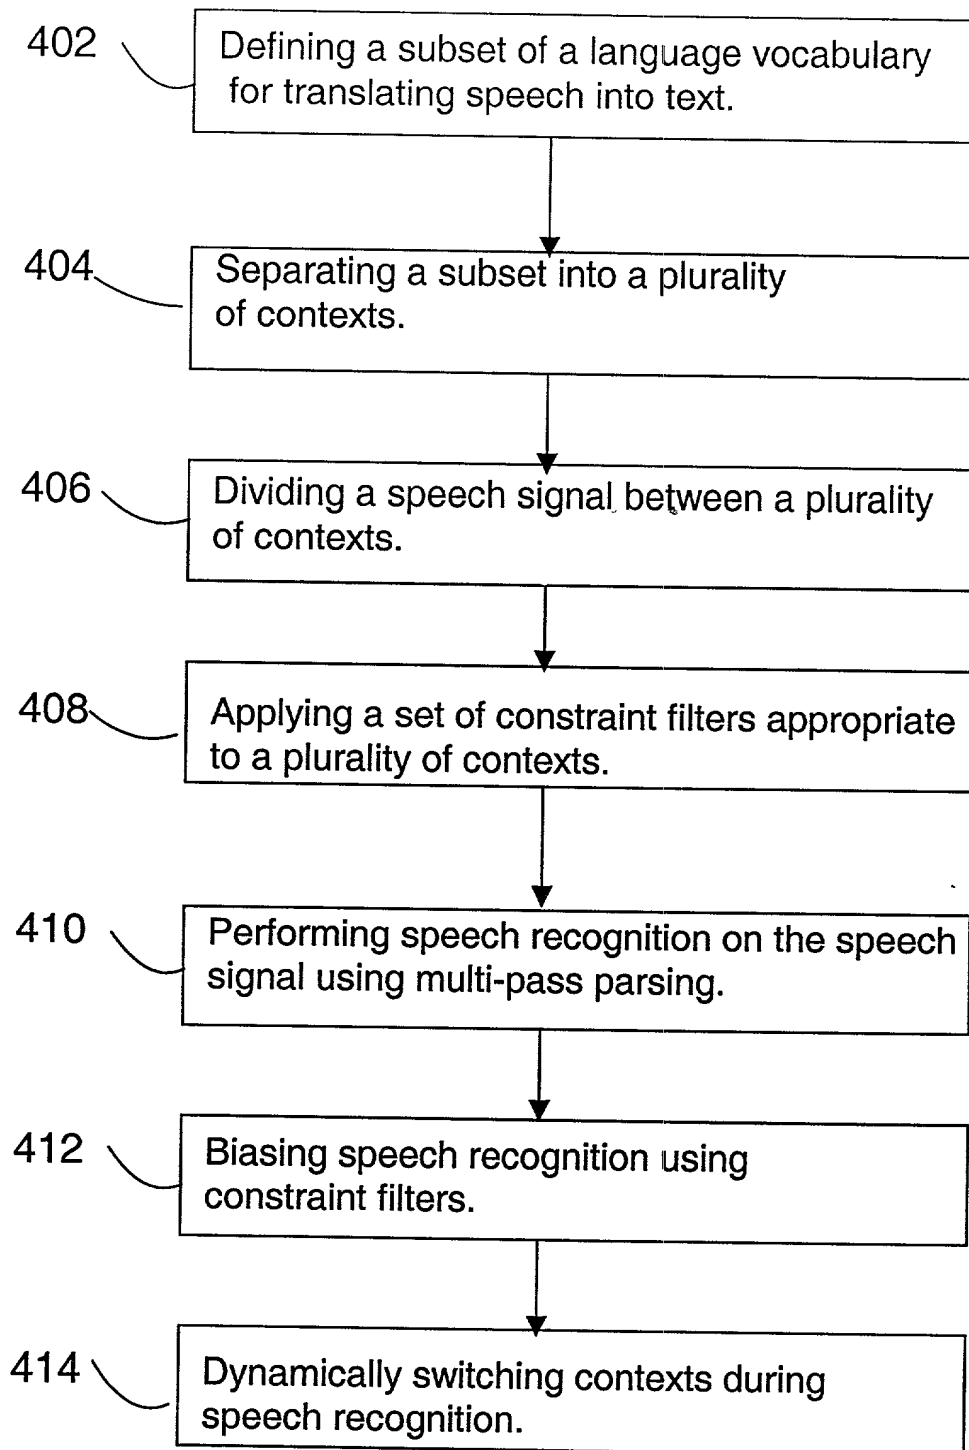 402
Defining a subset of a language vocabulary
for translating speech into text.
404
Separating a subset into a plurality
of contexts.
406
Dividing a speech signal between a plurality
of contexts.
408
Applying a set of constraint filters appropriate
to a plurality of contexts.
410
Performing speech recognition on the speech
signal using multi-pass parsing.
412
Biasing speech recognition using
constraint filters.
414
Dynamically switching contexts during
speech recognition.